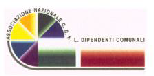 ASSOCIAZIONE NAZIONALE C.O.N.
I. DIPENDENTI COMUNALI